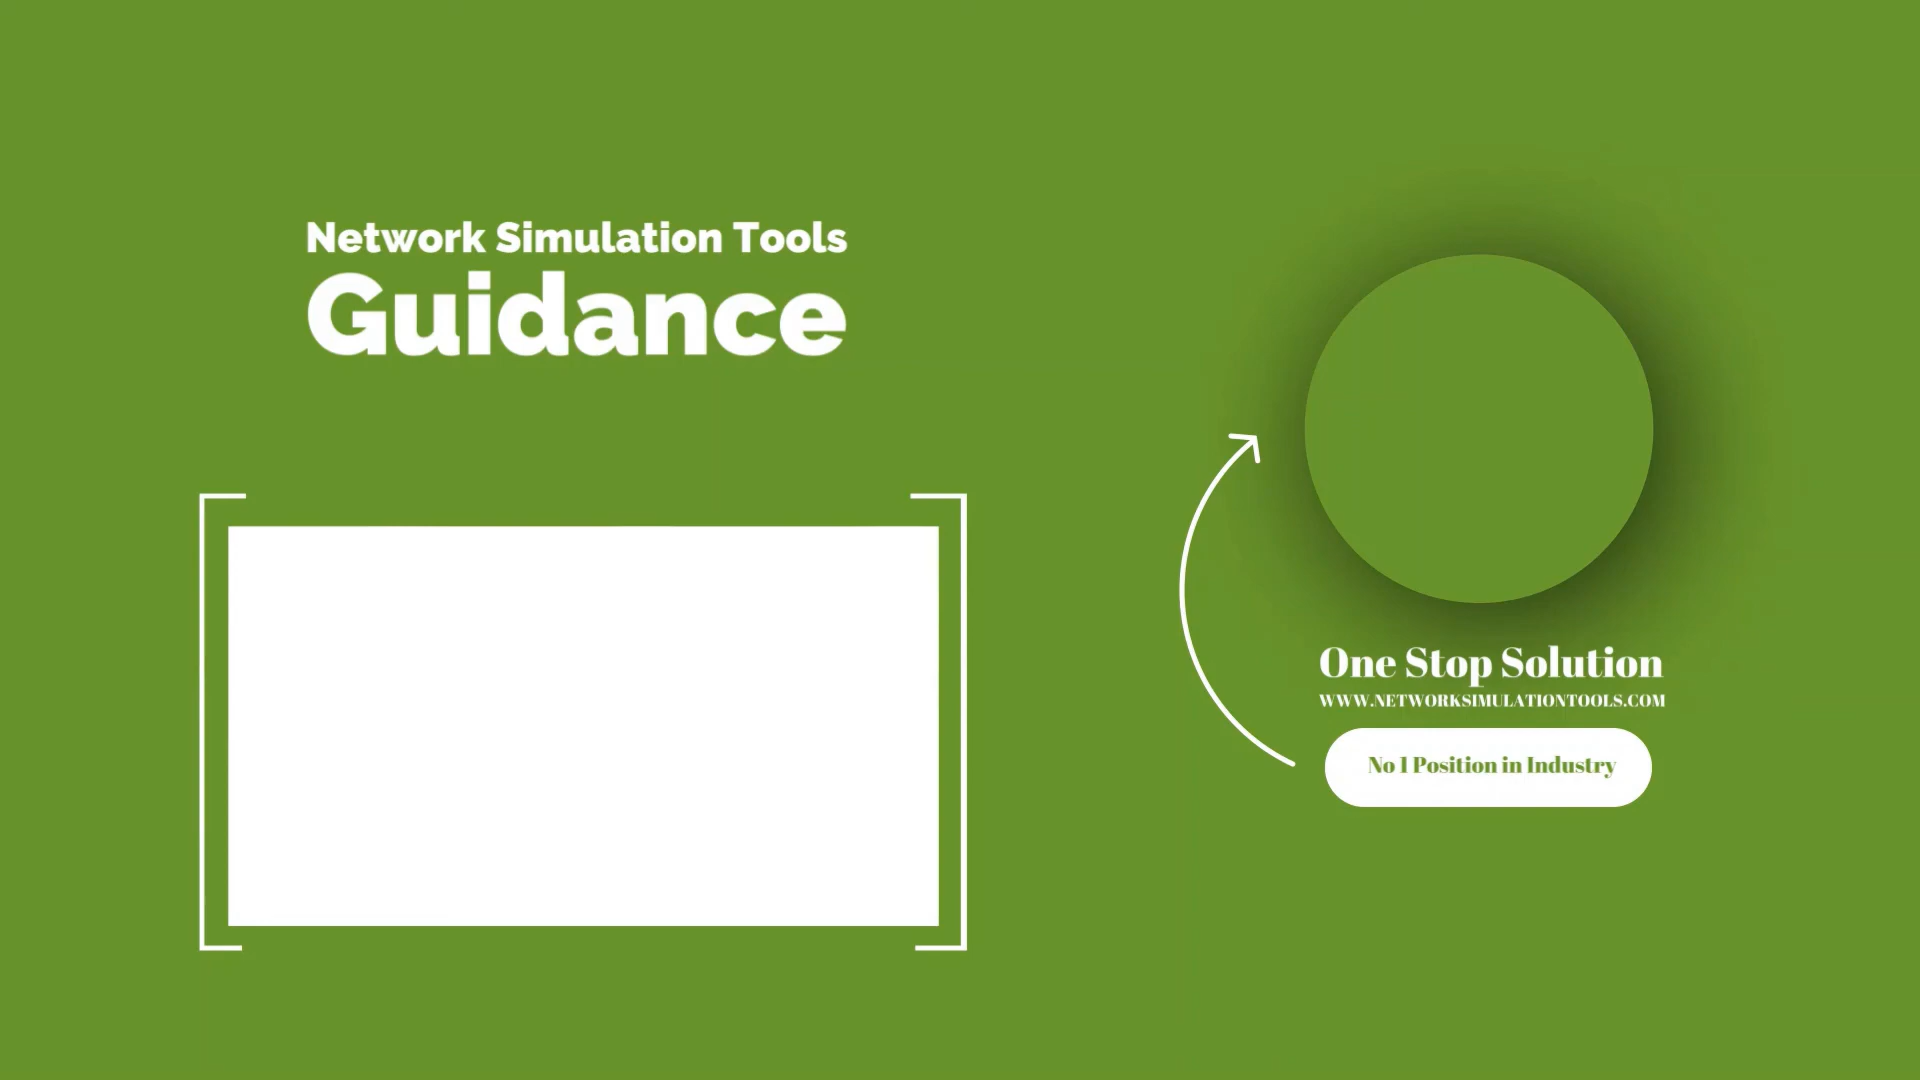 Network Simulation Tools
Guidance
One Stop Solution
WWW.NETWORKSIMULATIONTOOLS.COM
No 1 Position in Industry